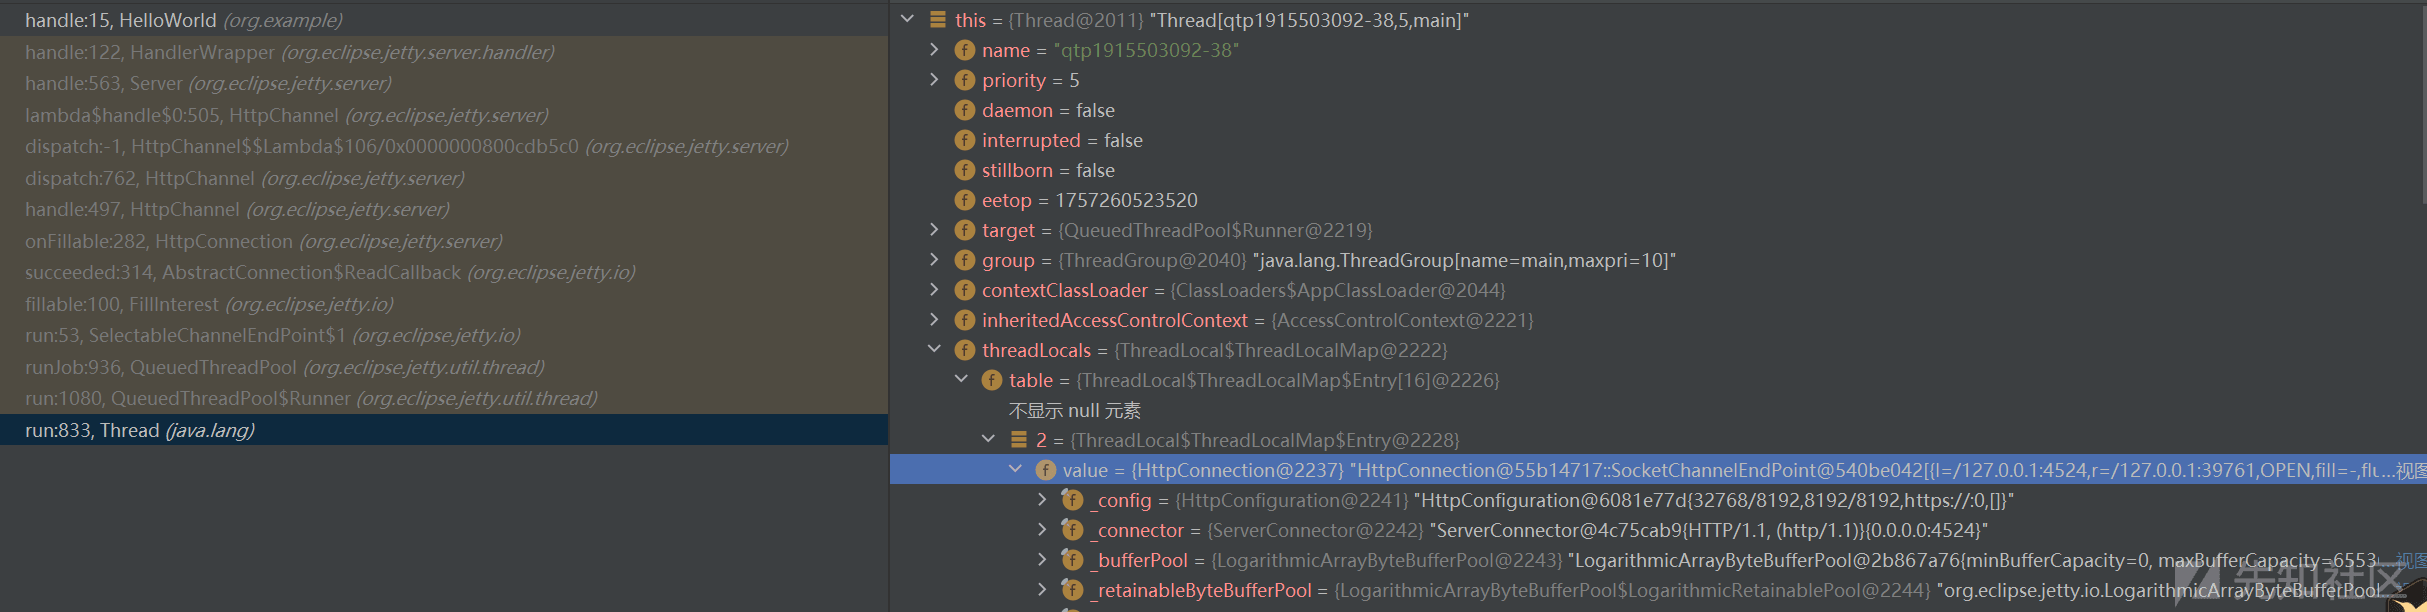 handle:15, HelloWorld (org.example)
handle:122, HandlerWrapper (org.eclipse.jetty.server.handler)
handle:563, Server (org.eclipse.jetty.server)
lambda$handle$0:505, HttpChannel (org.eclipse.jetty.server)
dispatch:-1, HttpChannel$$Lambda$106/0x0000000800cdb5c0 (org.eclipse.jetty.server)
dispatch:762, HttpChannel (org.eclipse.jetty.server)
handle:497, HttpChannel (org.eclipse.jetty.server)
onFillable:282, HttpConnection (org.eclipse.jetty.server)
succeeded:314, AbstractConnection$ReadCallback (org.eclipse.jetty.io)
fillable:100, FillInterest (org.eclipse.jetty.io)
run:53, SelectableChannelEndPoint$1 (org.eclipse.jetty.io)
runJob:936, QueuedThreadPool (org.eclipse.jetty.util.thread)
run:1080, QueuedThreadPool$Runner (org.eclipse.jetty.util.thread)
run:833, Thread (java.lang)
this = {Thread@2011} "Thread[qtp1915503092-38,5,main]"
name = "qtp1915503092-38"
priority = 5
daemon = false
interrupted = false
stillborn = false
eetop = 1757260523520
target = {QueuedThreadPool$Runner@2219}
group = {ThreadGroup@2040} "java.lang.ThreadGroup[name=main,maxpri=10]"
contextClassLoader = {ClassLoaders$AppClassLoader@2044}
inheritedAccessControlContext = {AccessControlContext@2221}
threadLocals = {ThreadLocal$ThreadLocalMap@2222}
table = {ThreadLocal$ThreadLocalMap$Entry[16]@2226}
不显示 null 元素
2 = {ThreadLocal$ThreadLocalMap$Entry@2228}
value = {HttpConnection@2237} "HttpConnection@55b14717::SocketChannelEndPoint@540be042[{l=/127.0.0.1:4524,r=/127.0.0.1:39761,OPEN,fill=-,flu...视图
_config = {HttpConfiguration@2241} "HttpConfiguration@6081e77d{32768/8192,8192/8192,https://:0,[]}"
_connector = {ServerConnector@2242} "ServerConnector@4c75cab9{HTTP/1.1, (http/1.1)}{0.0.0.0:4524}"
_bufferPool = {LogarithmicArrayByteBufferPool@2243} "LogarithmicArrayByteBufferPool@2b867a76{minBufferCapacity=0, maxBufferCapacity=6553...视图
_retainableByteBufferPool = {LogarithmicArrayByteBufferPool$LogarithmicRetainablePool@2244} "org.eclipse.jetty.io.LogarithmicArrayByteBufferPool
先知社区